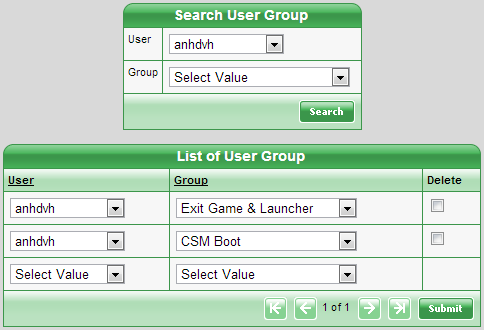 Search User Group
User anhdvh
Group Select Value
Search
List of User Group
User Group Delete
anhdvh Exit Game & Launcher
anhdvh CSM Boot
Select Value Select Value
1 of 1 Submit